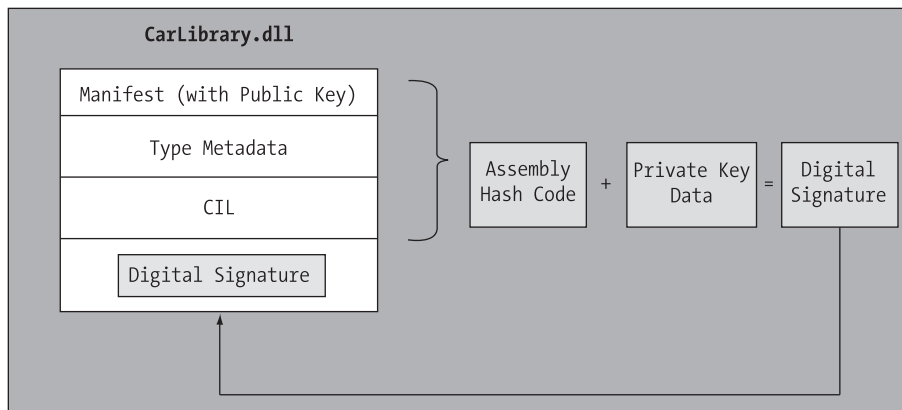 CarLibrary.dll
Manifest (with Public Key)
Type Metadata
CIL
Digital Signature
Assembly
Hash Code
+
Private Key
Data
=
Digital
Signature